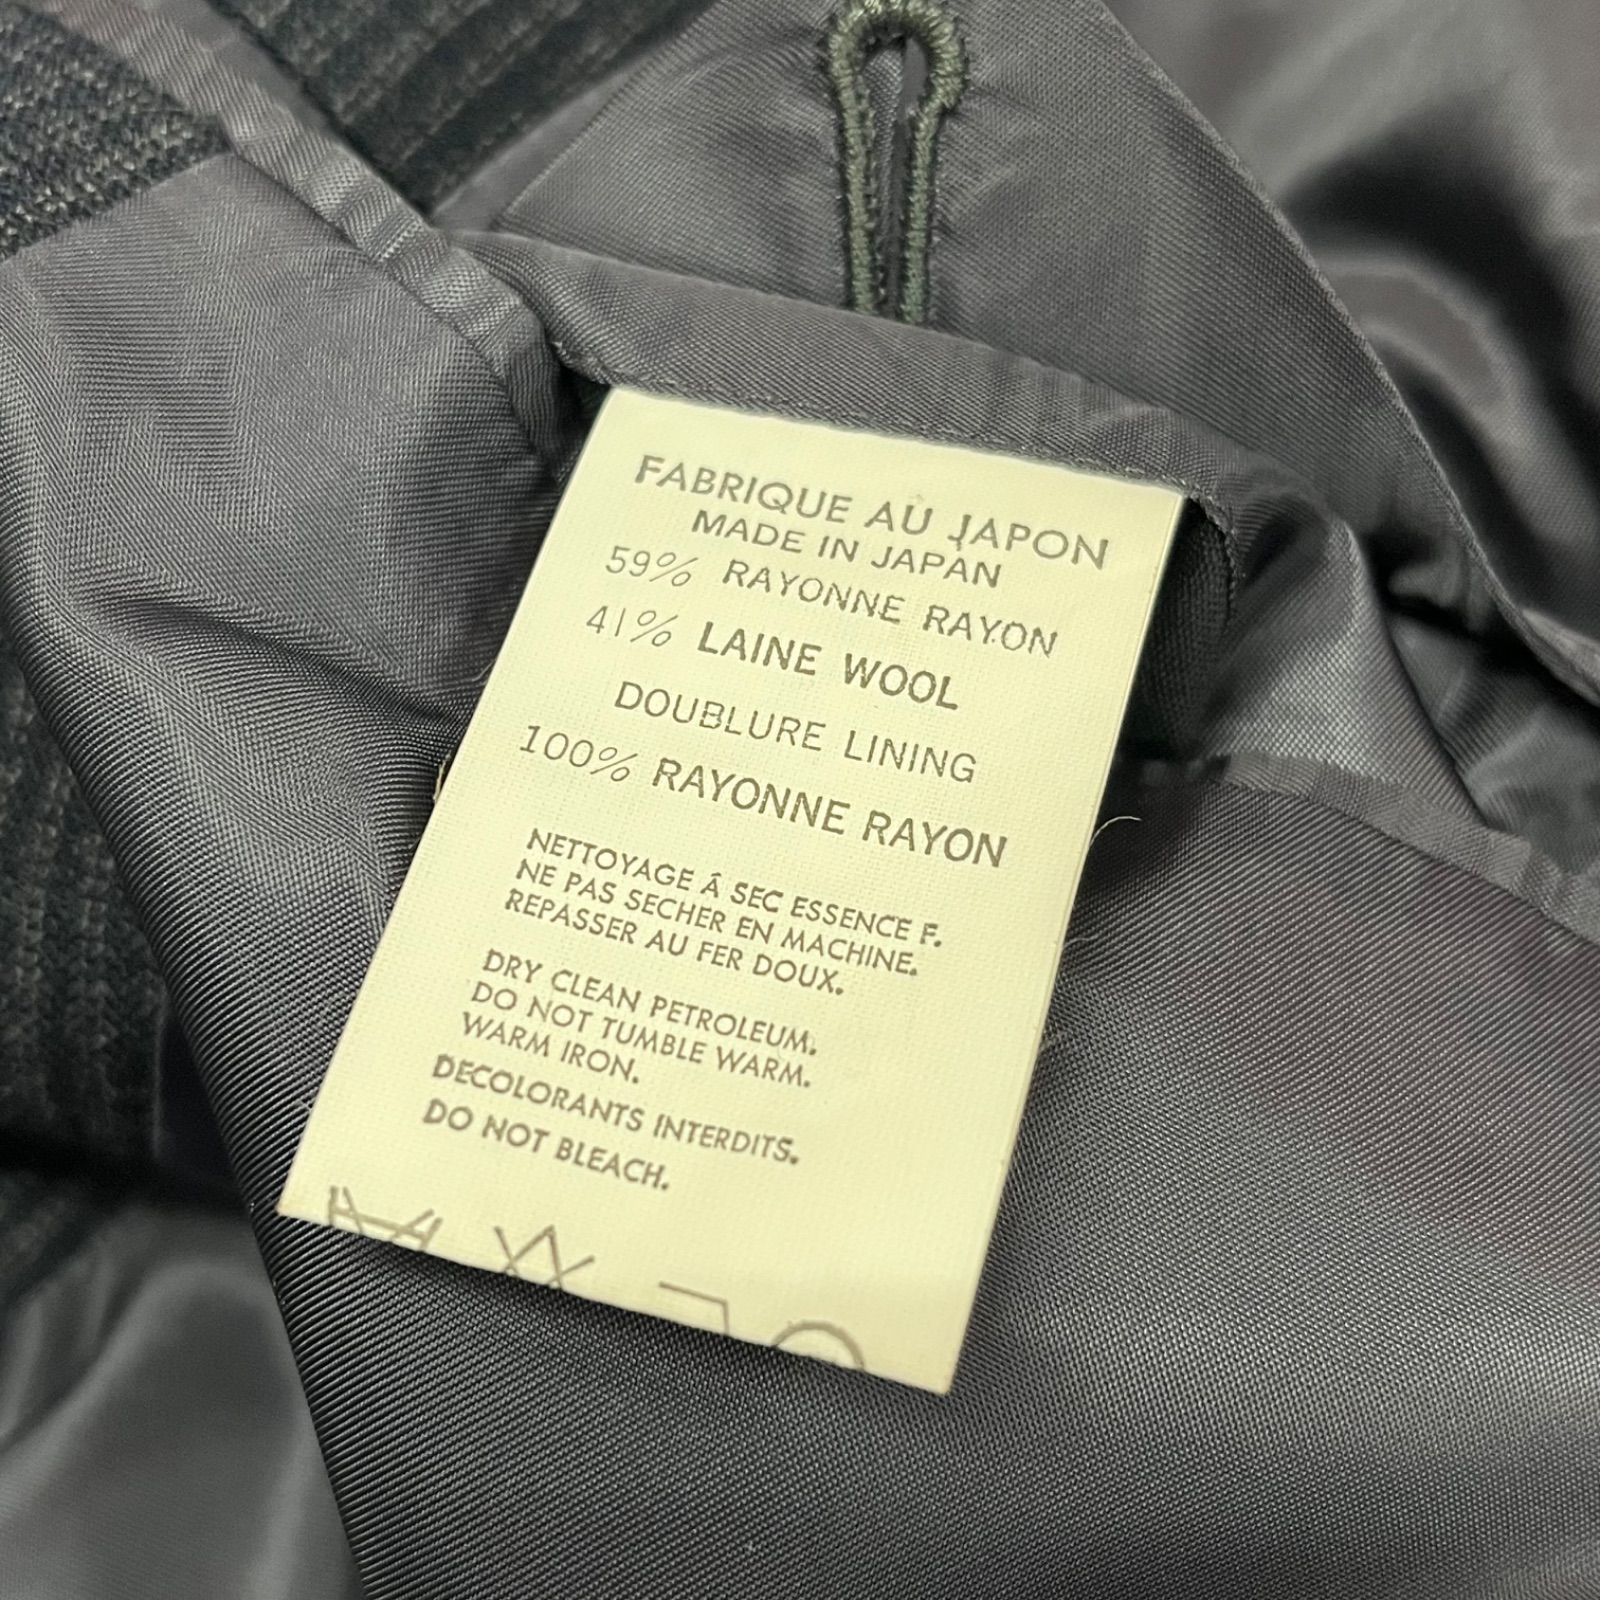 FABRIQUE AU JAPON
MADE IN JAPAN
59% RAYONNE RAYON
41% LAINE WOOL
DOUBLURE LINING
100% RAYONNE RAYON
NETTOYAGE Â SEC ESSENCE F.
NE PAS SECHER EN MACHINE.
REPASSER AU FER DOUX.
DRY CLEAN PETROLEUM.
DO NOT TUMBLE WARM.
WARM IRON.
DECOLORANTS INTERDITS.
DO NOT BLEACH.